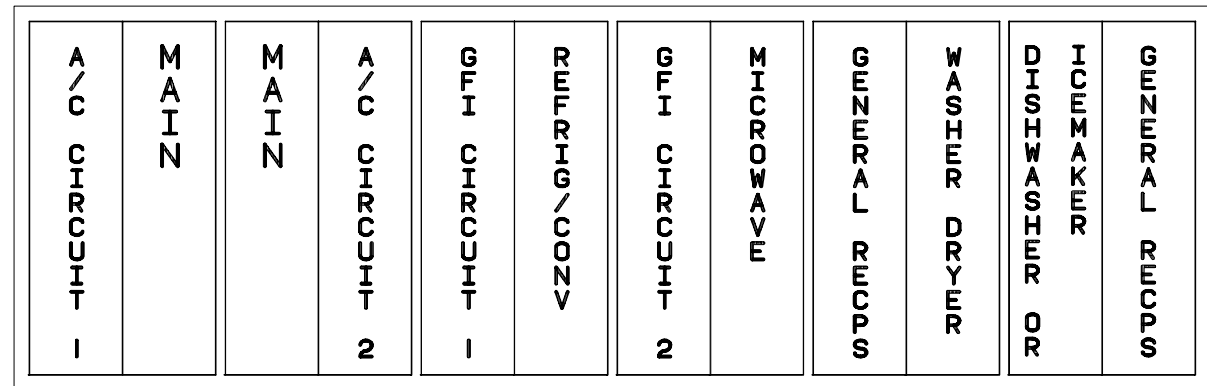 A/C CIRCUIT 1
MAIN
MAIN
A/C CIRCUIT 2
GFI CIRCUIT 1
REFRIG/CONV
GFI CIRCUIT 2
MICROWAVE
GENERAL RECPS
WASHER DRYER
DISHWASHER OR
ICEMAKER
GENERAL RECPS